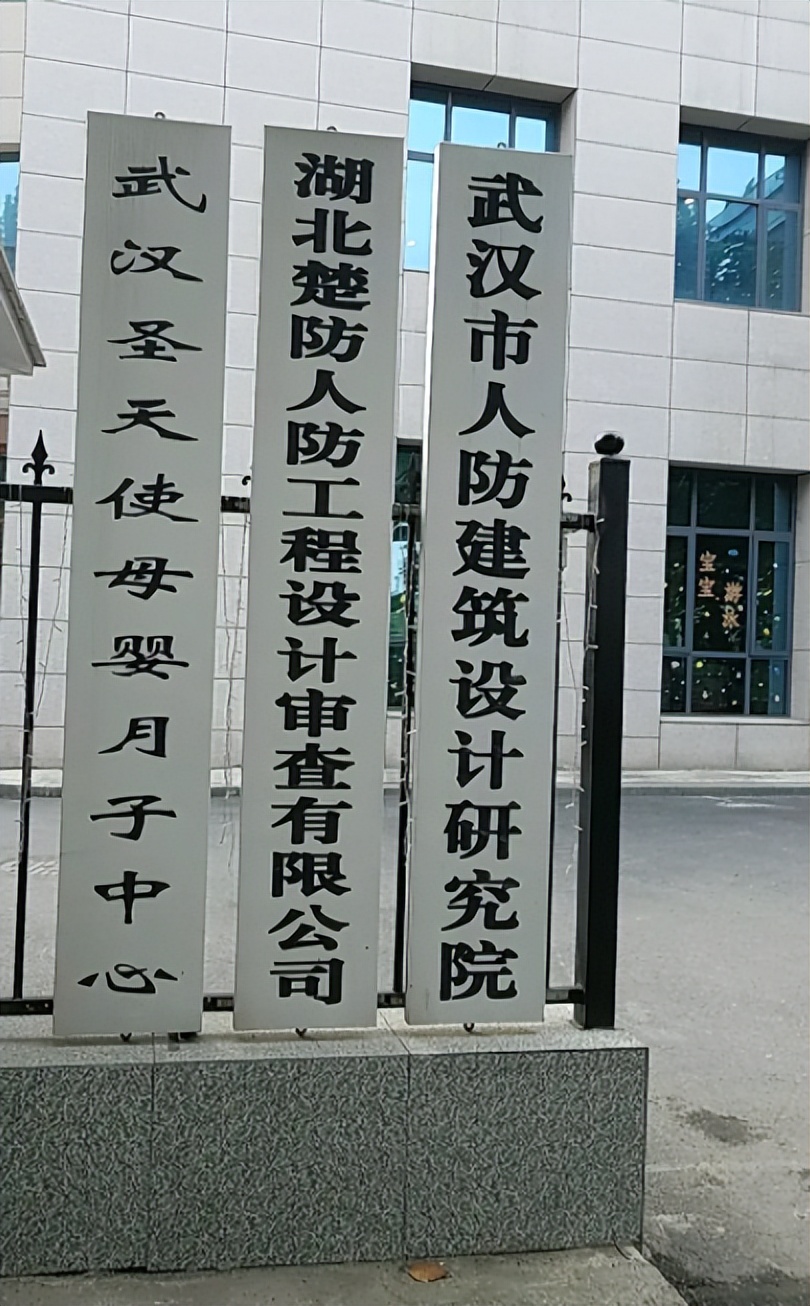 武汉圣天使母婴月子中心
湖北楚防人防工程设计审查有限公司
武汉市人防建筑设计研究院
宝宝
游泳